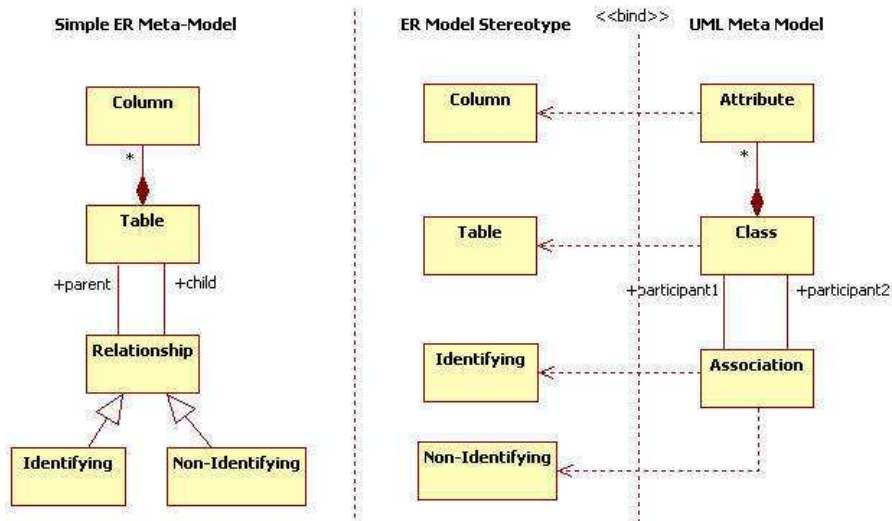 Simple ER Meta-Model
ER Model Stereotype
<<bind>>
UML Meta Model
Column
*
Table
+parent
+child
Relationship
Identifying
Non-Identifying
Column
Table
Identifying
Non-Identifying
Attribute
*
Class
+participant1
+participant2
Association